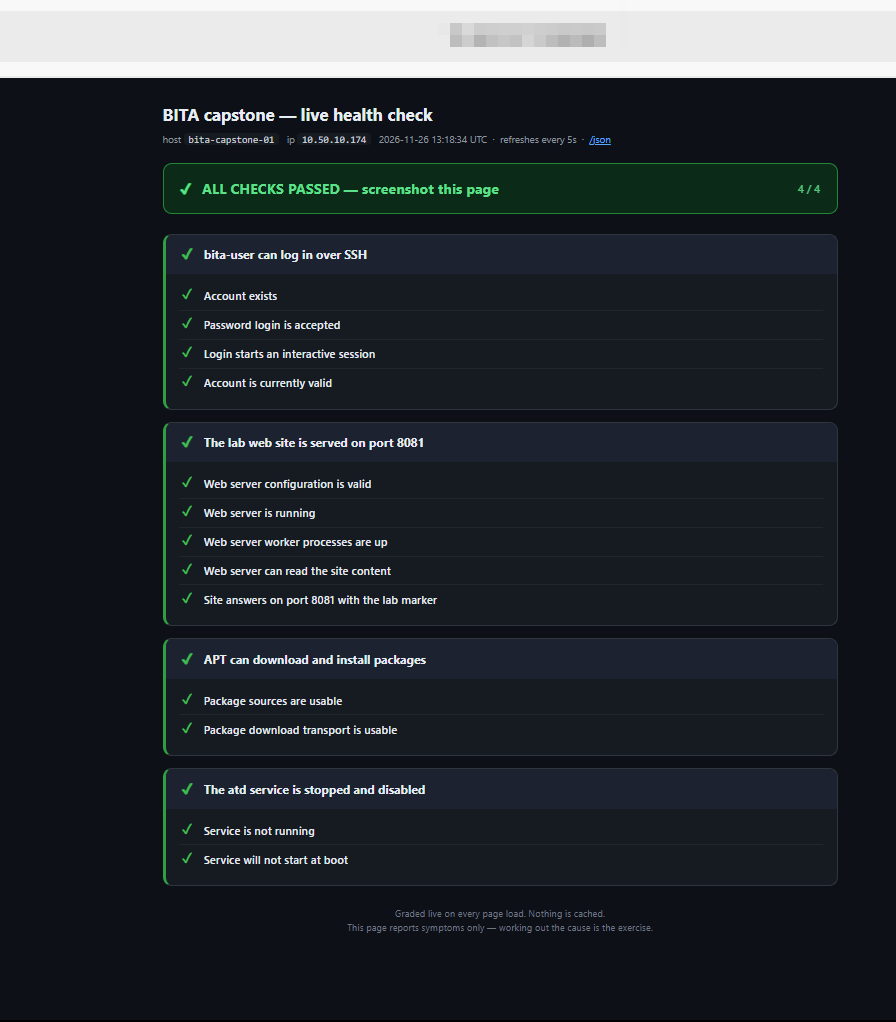 BITA capstone — live health check
host bita-capstone-01 ip 10.50.10.174 2026-11-26 13:18:34 UTC · refreshes every 5s · /json
✔ ALL CHECKS PASSED — screenshot this page 4 / 4
✔ bita-user can log in over SSH
✓ Account exists
✓ Password login is accepted
✓ Login starts an interactive session
✓ Account is currently valid
✔ The lab web site is served on port 8081
✓ Web server configuration is valid
✓ Web server is running
✓ Web server worker processes are up
✓ Web server can read the site content
✓ Site answers on port 8081 with the lab marker
✔ APT can download and install packages
✓ Package sources are usable
✓ Package download transport is usable
✔ The atd service is stopped and disabled
✓ Service is not running
✓ Service will not start at boot
Graded live on every page load. Nothing is cached.
This page reports symptoms only — working out the cause is the exercise.